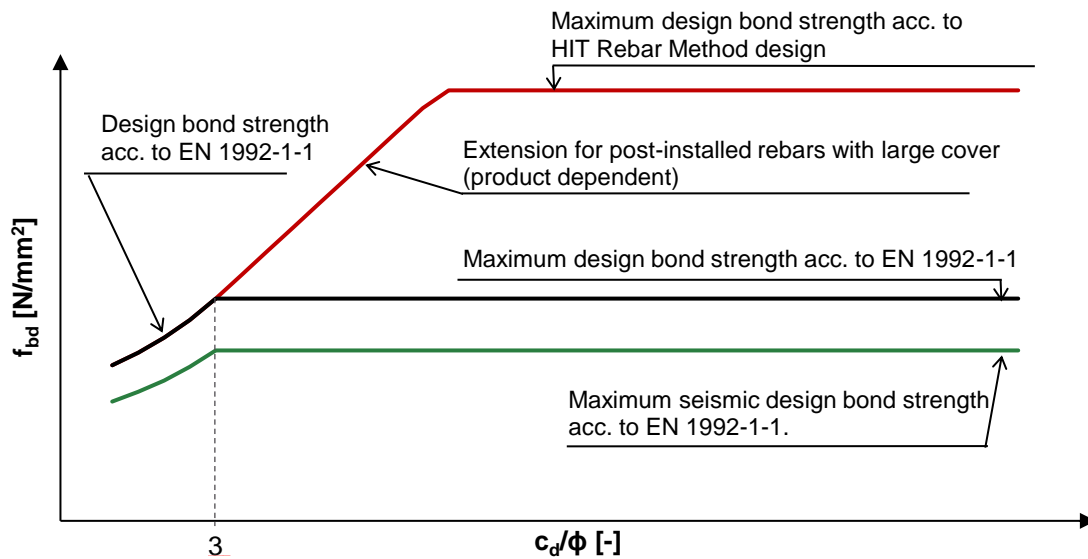 Maximum design bond strength acc. to
HIT Rebar Method design
Design bond strength
acc. to EN 1992-1-1
Extension for post-installed rebars with large cover
(product dependent)
Maximum design bond strength acc. to EN 1992-1-1
Maximum seismic design bond strength
acc. to EN 1992-1-1.
f_bd [N/mm²]
3
c_d/ϕ [-]